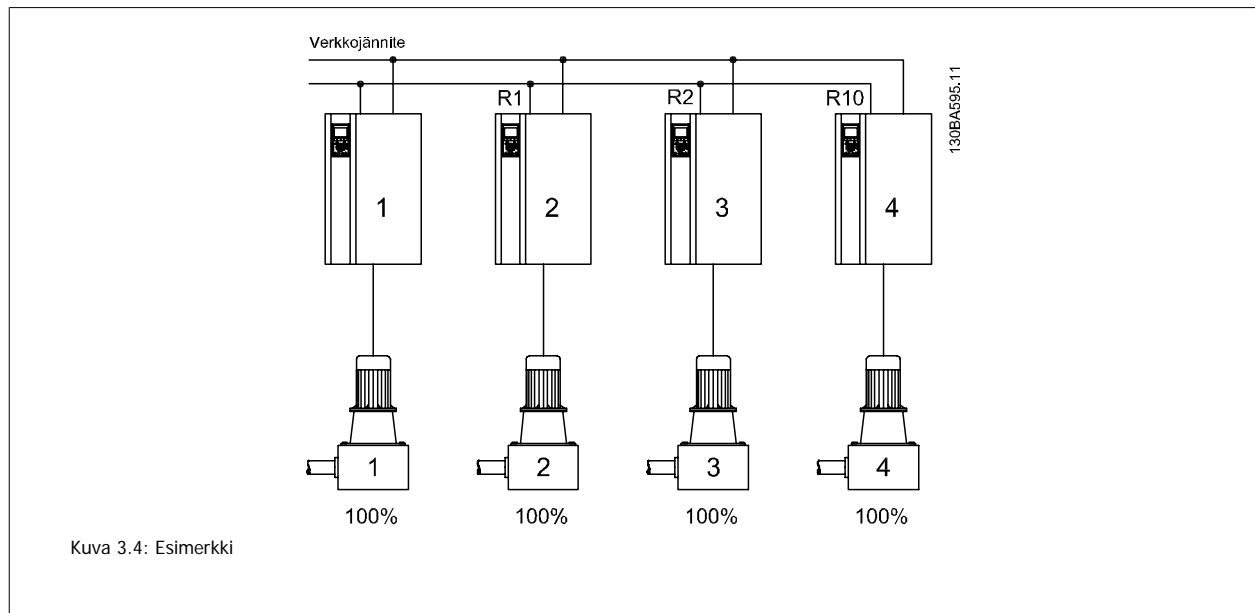 Verkkojännite
R1 R2 R10
130BA595.11
1 2 3 4
1 2 3 4
100% 100% 100% 100%
Kuva 3.4: Esimerkki